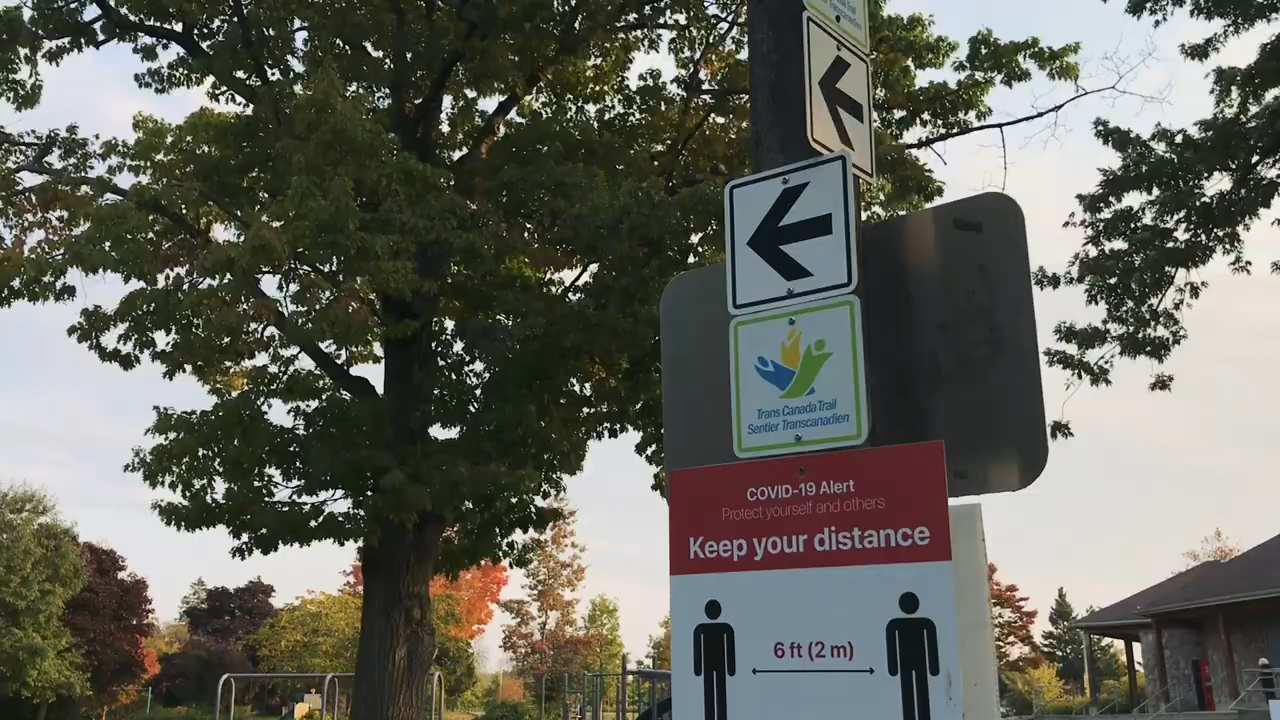 Trans Canada Trail
Sentier Transcanadien
COVID-19 Alert
Protect yourself and others
Keep your distance
6 ft (2 m)